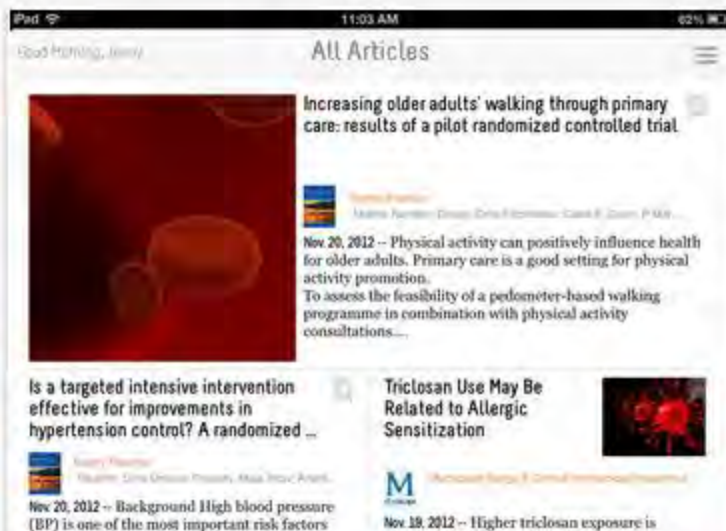 iPad 11:03 AM 82%
Good Morning, Jenny
All Articles
Increasing older adults' walking through primary
care: results of a pilot randomized controlled trial
Nov. 20, 2012 -- Physical activity can positively influence health
for older adults. Primary care is a good setting for physical
activity promotion.
To assess the feasibility of a pedometer-based walking
programme in combination with physical activity
consultations....
Is a targeted intensive intervention
effective for improvements in
hypertension control? A randomized ...
Family Practice
Nov. 20, 2012 -- Background High blood pressure
(BP) is one of the most important risk factors
Triclosan Use May Be
Related to Allergic
Sensitization
M
Nov. 19, 2012 -- Higher triclosan exposure is